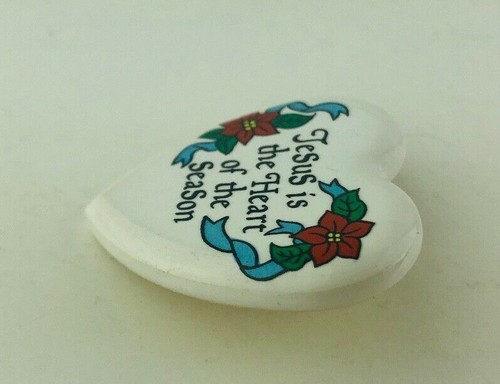 Jesus is
the Heart
of the
Season